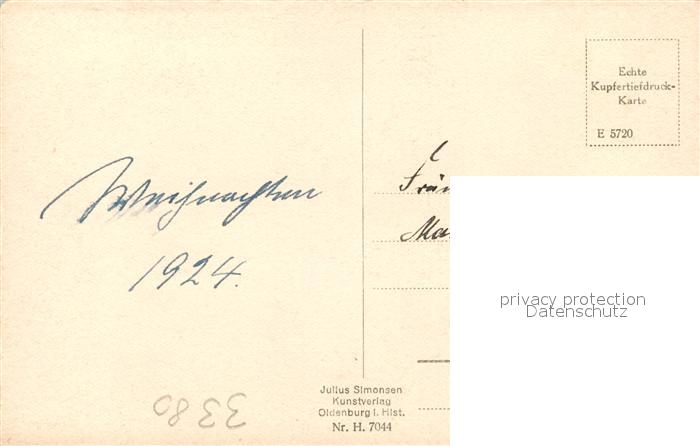 Weihnachten
1924.
Echte
Kupfertiefdruck-
Karte
E 5720
privacy protection
Datenschutz
Julius Simonsen
Kunstverlag
Oldenburg i. Hlst.
Nr. H. 7044
3380